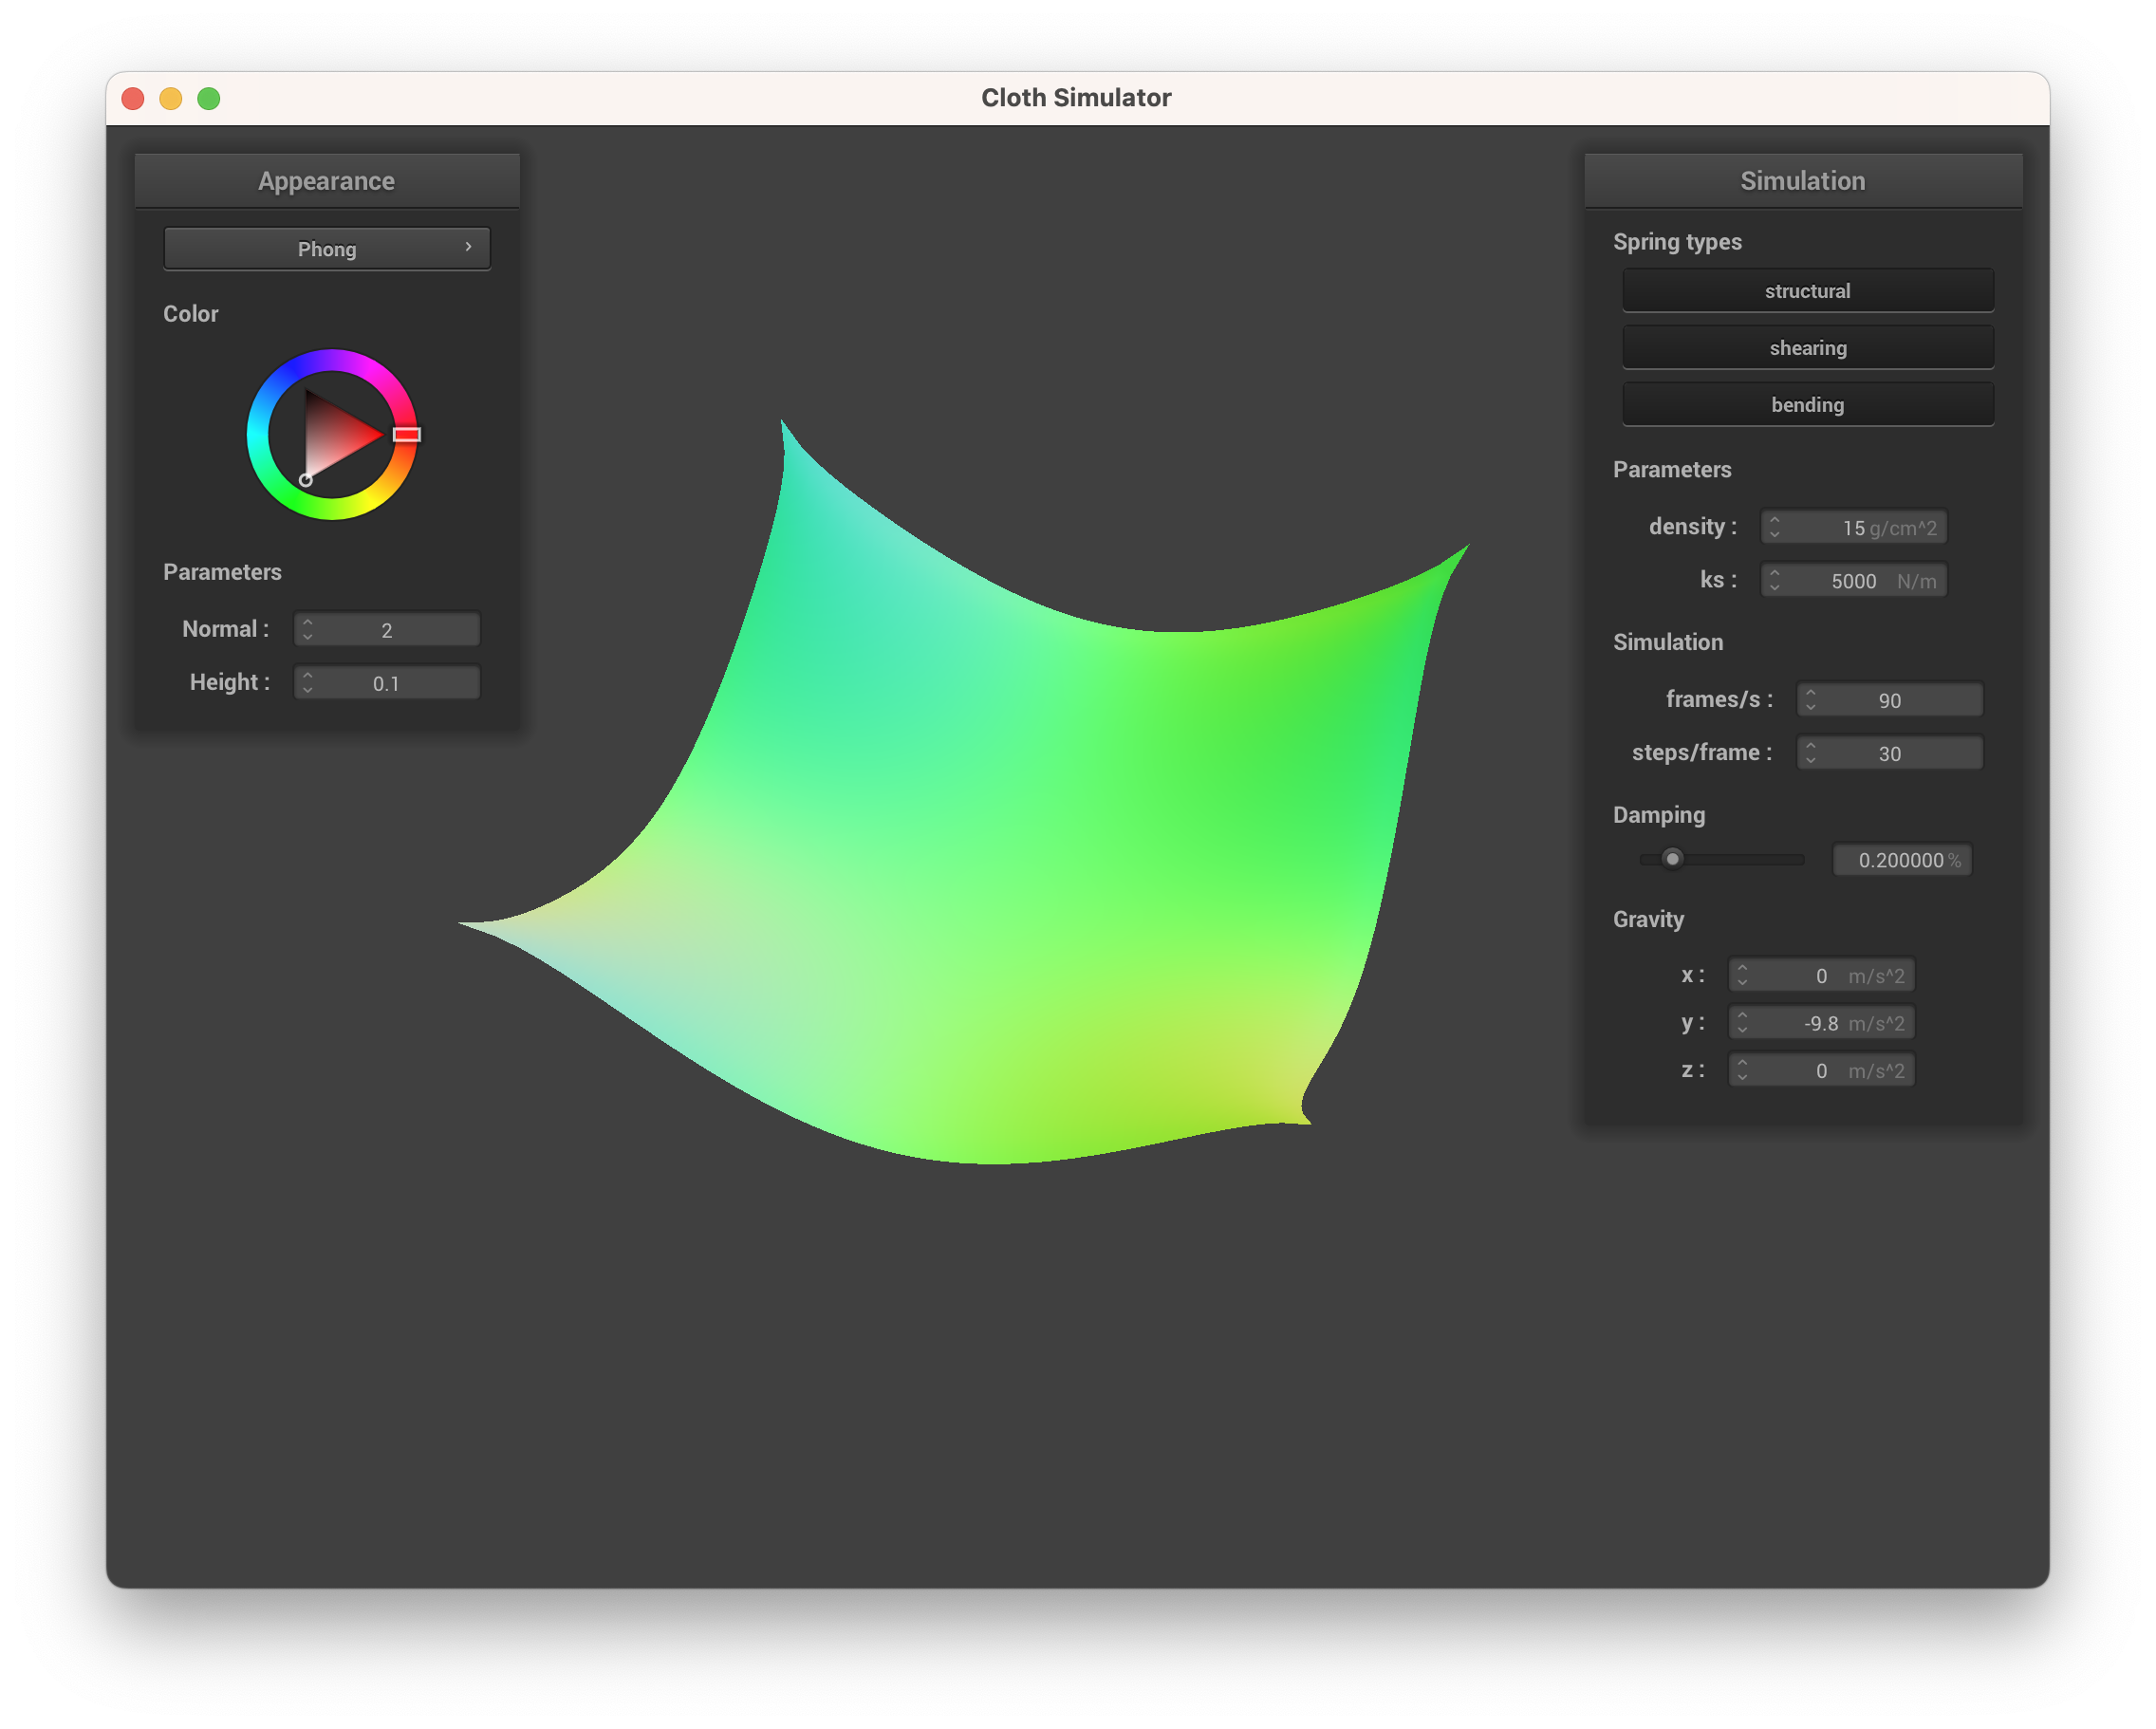 Cloth Simulator
Appearance
Phong
Color
Parameters
Normal : 2
Height : 0.1
Simulation
Spring types
structural
shearing
bending
Parameters
density : 15 g/cm^2
ks : 5000 N/m
Simulation
frames/s : 90
steps/frame : 30
Damping
0.200000 %
Gravity
x : 0 m/s^2
y : -9.8 m/s^2
z : 0 m/s^2